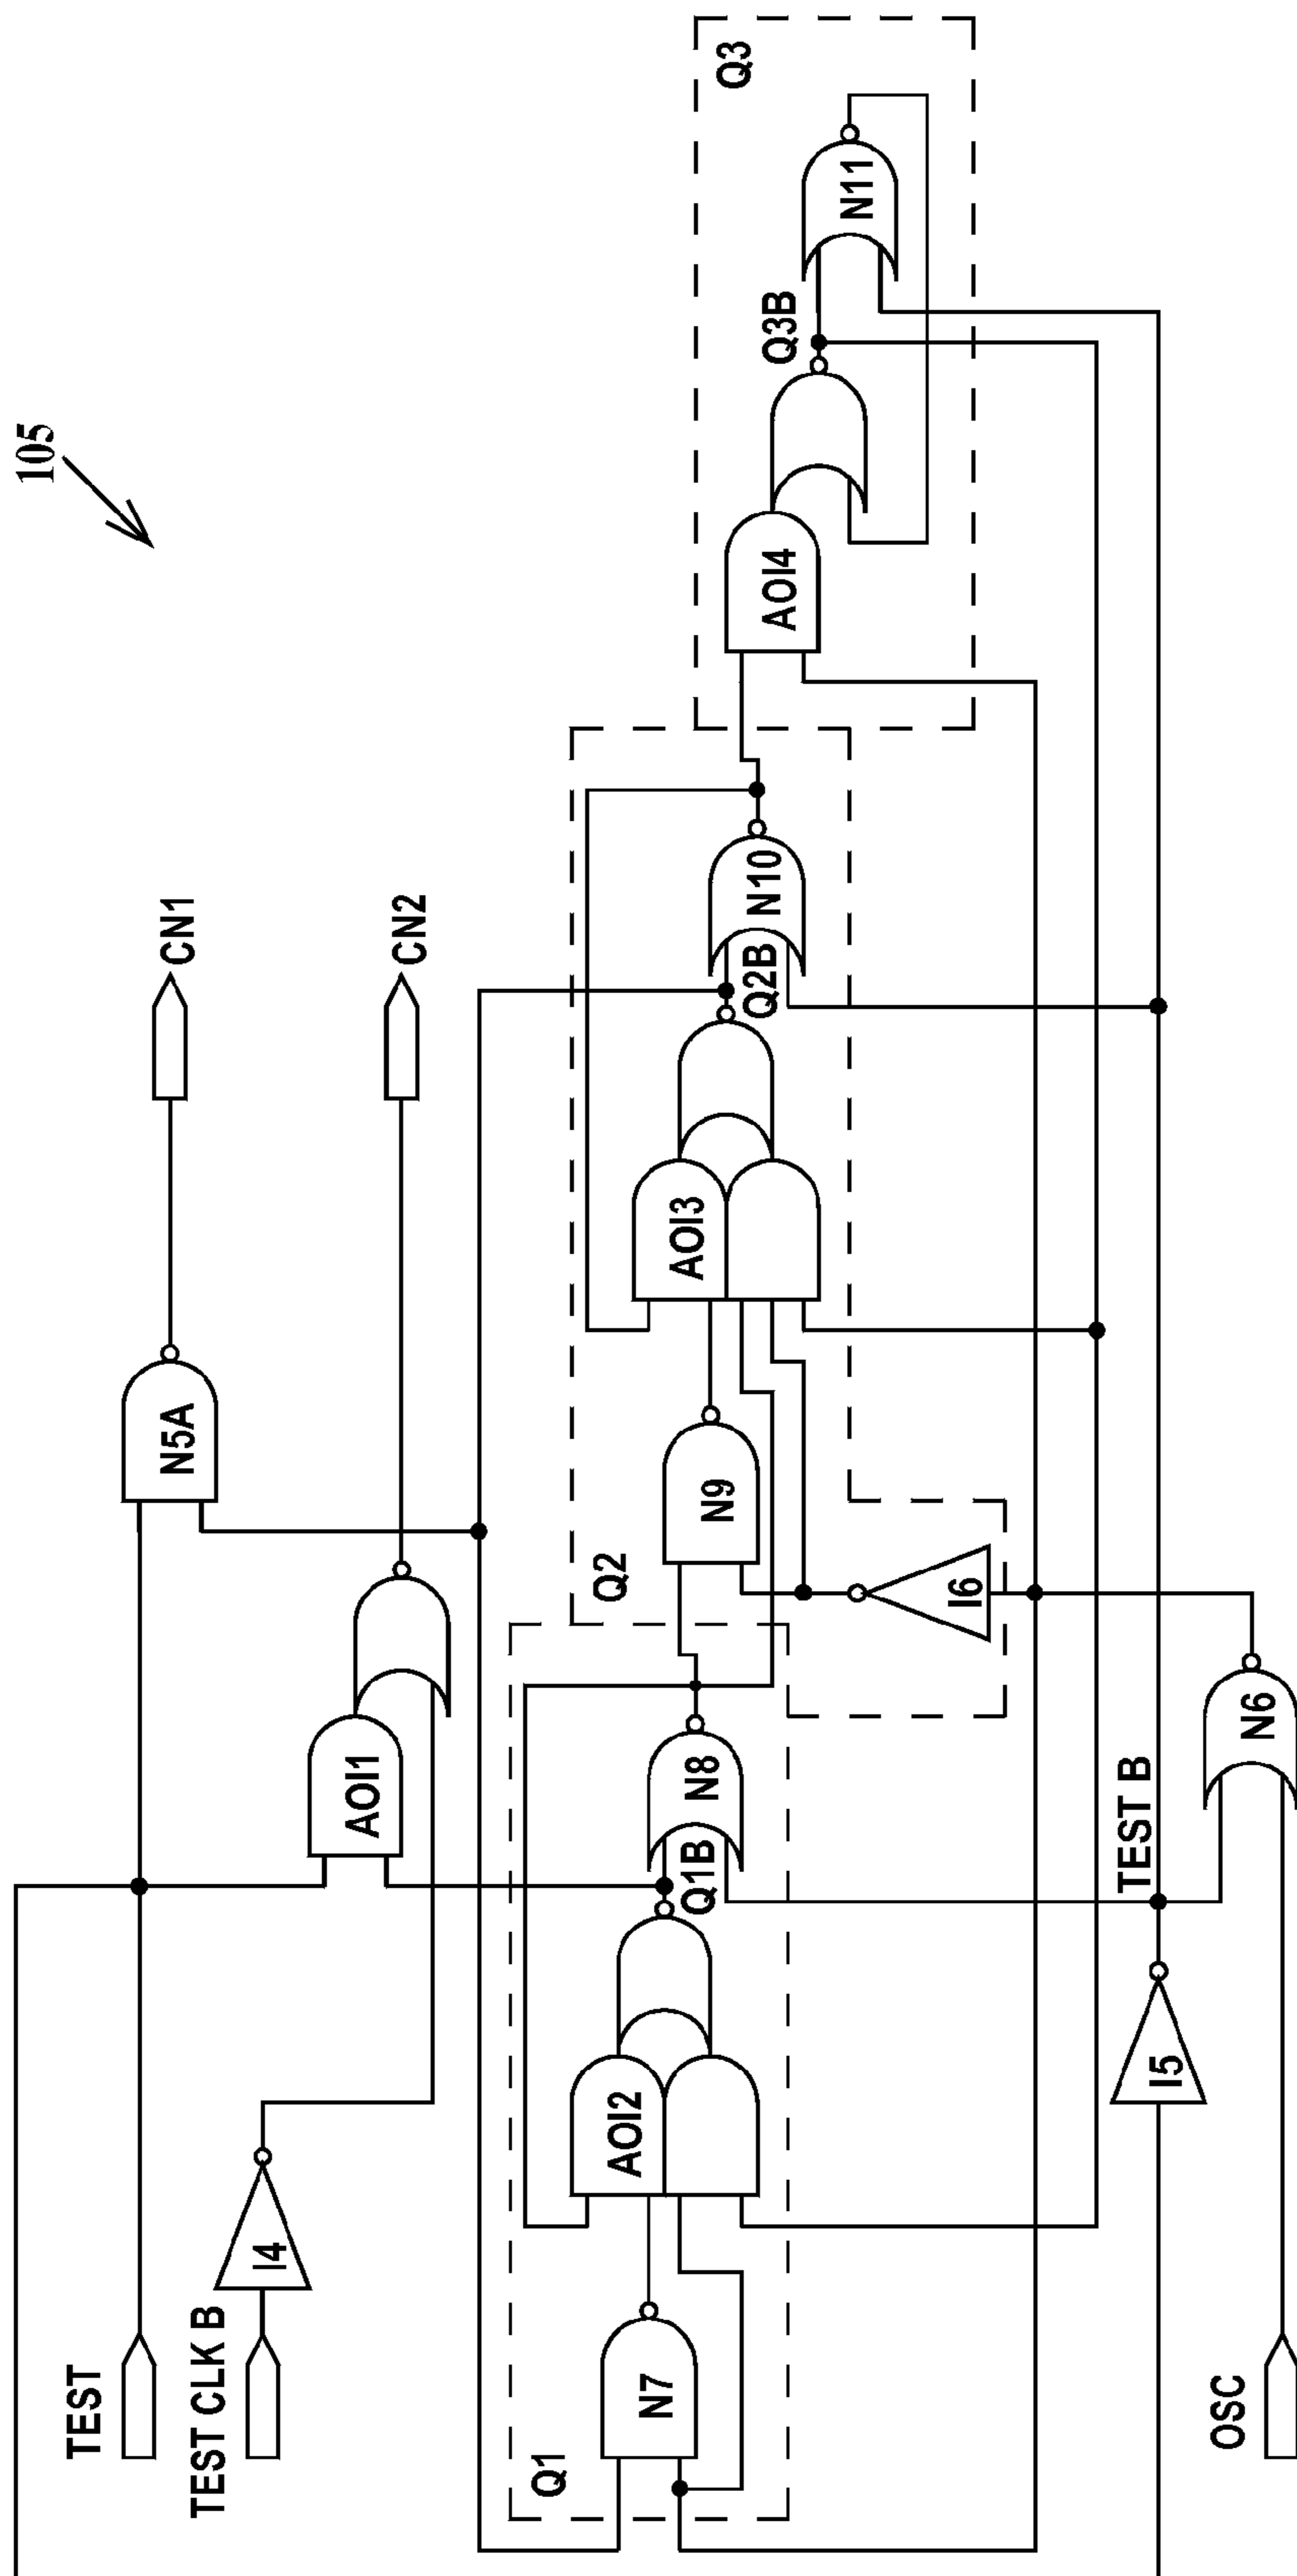 105
TEST
TEST CLK B
I4
AOI1
N5A
CN1
CN2
Q1
N7
AOI2
Q1B
N8
Q2
N9
I6
AOI3
Q2B
N10
Q3
AOI4
Q3B
N11
OSC
I5
TEST B
N6